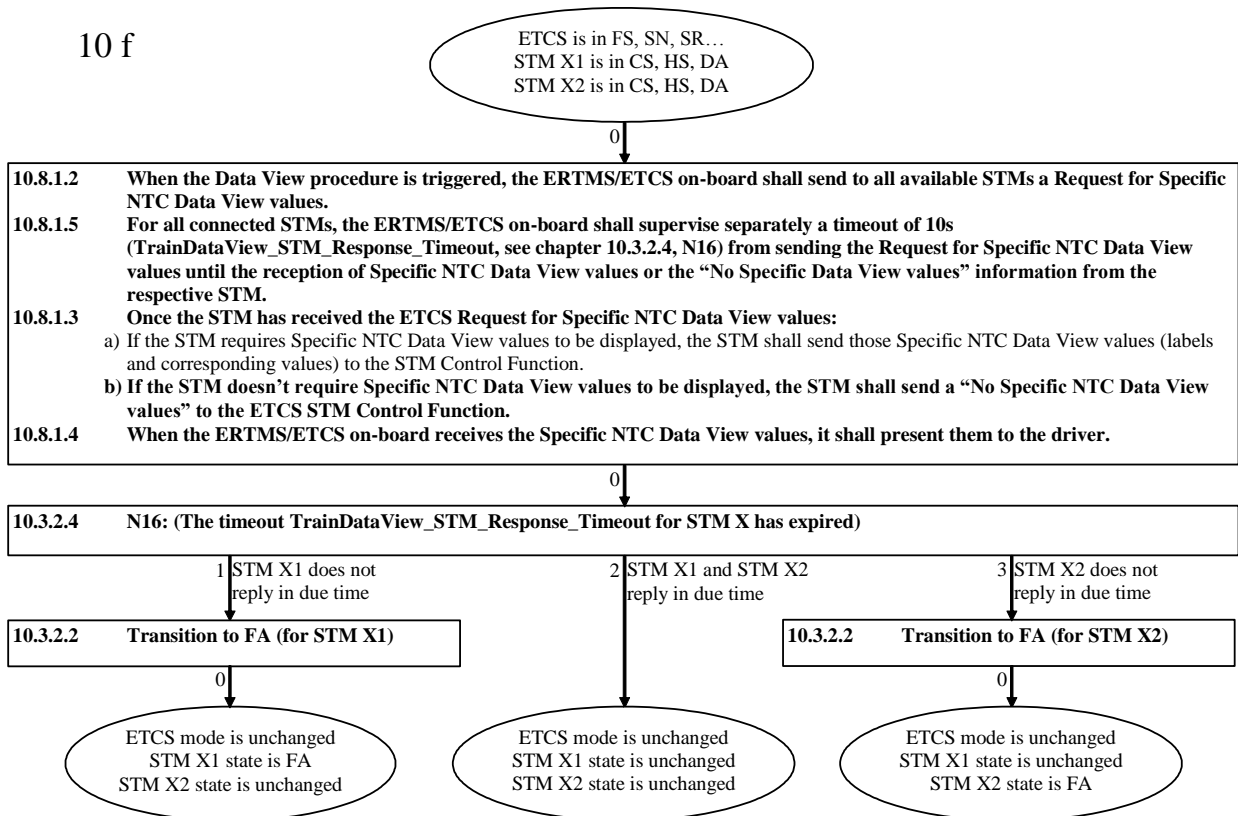 10 f
ETCS is in FS, SN, SR…
STM X1 is in CS, HS, DA
STM X2 is in CS, HS, DA
0
10.8.1.2 When the Data View procedure is triggered, the ERTMS/ETCS on-board shall send to all available STMs a Request for Specific
NTC Data View values.
10.8.1.5 For all connected STMs, the ERTMS/ETCS on-board shall supervise separately a timeout of 10s
(TrainDataView_STM_Response_Timeout, see chapter 10.3.2.4, N16) from sending the Request for Specific NTC Data View
values until the reception of Specific NTC Data View values or the “No Specific Data View values” information from the
respective STM.
10.8.1.3 Once the STM has received the ETCS Request for Specific NTC Data View values:
a) If the STM requires Specific NTC Data View values to be displayed, the STM shall send those Specific NTC Data View values (labels
and corresponding values) to the STM Control Function.
b) If the STM doesn’t require Specific NTC Data View values to be displayed, the STM shall send a “No Specific NTC Data View
values” to the ETCS STM Control Function.
10.8.1.4 When the ERTMS/ETCS on-board receives the Specific NTC Data View values, it shall present them to the driver.
0
10.3.2.4 N16: (The timeout TrainDataView_STM_Response_Timeout for STM X has expired)
1 STM X1 does not
reply in due time
2 STM X1 and STM X2
reply in due time
3 STM X2 does not
reply in due time
10.3.2.2 Transition to FA (for STM X1)
10.3.2.2 Transition to FA (for STM X2)
0
0
ETCS mode is unchanged
STM X1 state is FA
STM X2 state is unchanged
ETCS mode is unchanged
STM X1 state is unchanged
STM X2 state is unchanged
ETCS mode is unchanged
STM X1 state is unchanged
STM X2 state is FA